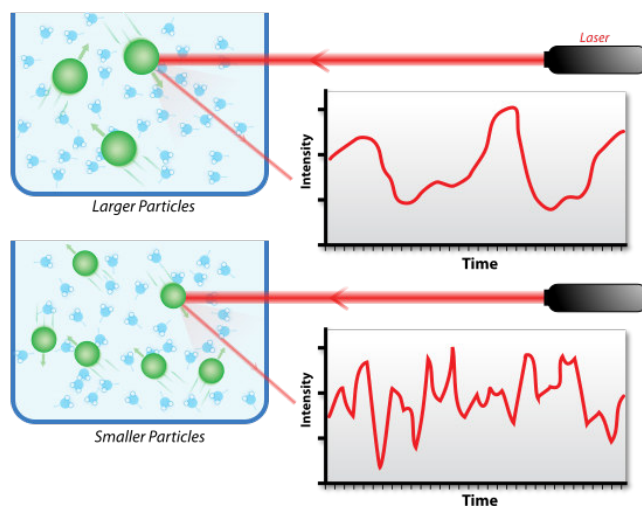 Laser
Intensity
Time
Larger Particles
Intensity
Time
Smaller Particles